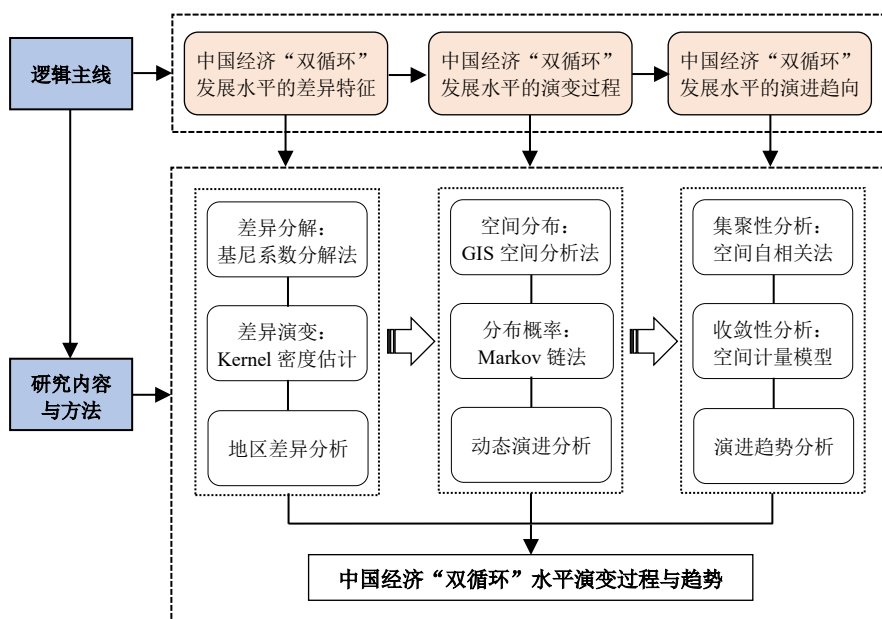 逻辑主线
中国经济“双循环”
发展水平的差异特征
中国经济“双循环”
发展水平的演变过程
中国经济“双循环”
发展水平的演进趋向
研究内容
与方法
差异分解：
基尼系数分解法
差异演变：
Kernel 密度估计
地区差异分析
空间分布：
GIS 空间分析法
分布概率：
Markov 链法
动态演进分析
集聚性分析：
空间自相关法
收敛性分析：
空间计量模型
演进趋势分析
中国经济“双循环”水平演变过程与趋势